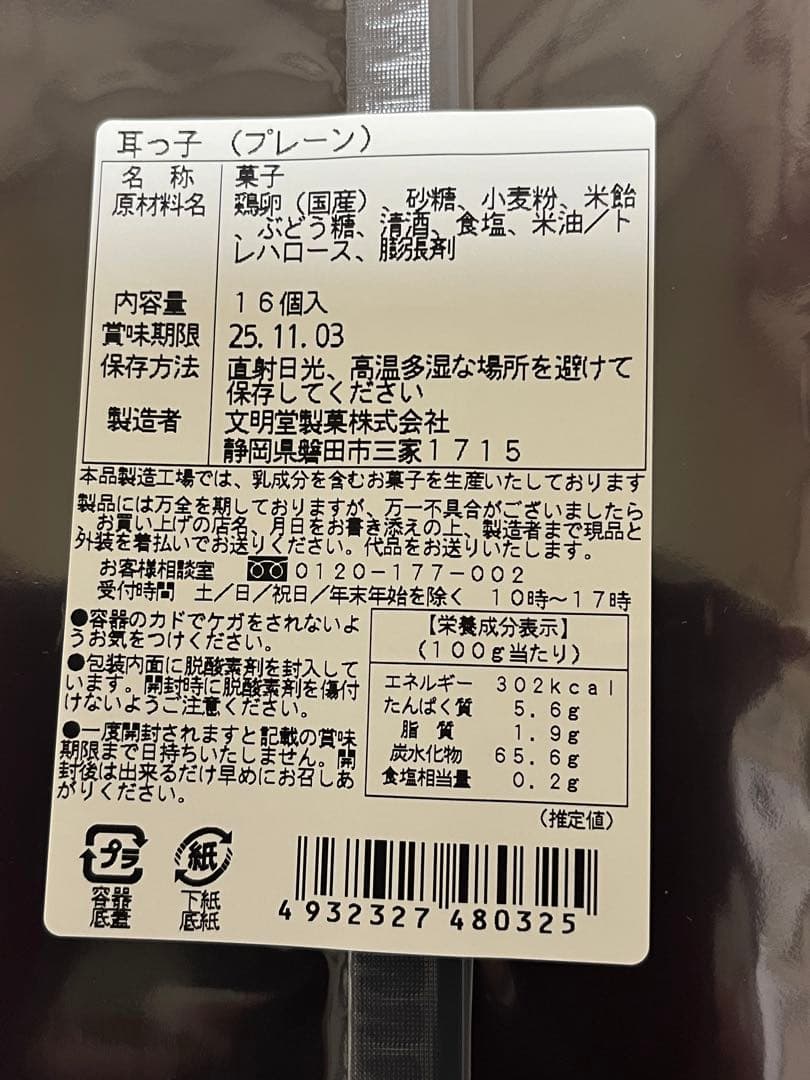 耳っ子 (プレーン)
名 称 菓子
原材料名 鶏卵(国産)、砂糖、小麦粉、米飴
、ぶどう糖、清酒、食塩、米油/ト
レハロース、膨張剤
内容量 16個入
賞味期限 25.11.03
保存方法 直射日光、高温多湿な場所を避けて
保存してください
製造者 文明堂製菓株式会社
静岡県磐田市三家1715
本品製造工場では、乳成分を含むお菓子を生産いたしております
製品には万全を期しておりますが、万一不具合がございましたら
、お買い上げの店名、月日をお書き添えの上、製造者まで現品と
外装を着払いでお送りください。代品をお送りいたします。
お客様相談室 0120-177-002
受付時間 土/日/祝日/年末年始を除く 10時~17時
●容器のカドでケガをされないよ
うお気をつけください。
●包装内面に脱酸素剤を封入して
います。開封時に脱酸素剤を傷付
けないようご注意ください。
●一度開封されますと記載の賞味
期限まで日持ちいたしません。開
封後は出来るだけ早めにお召しあ
がりください。
【栄養成分表示】
(100g当たり)
エネルギー 302kcal
たんぱく質 5.6g
脂 質 1.9g
炭水化物 65.6g
食塩相当量 0.2g
(推定値)
プラ
容器
底蓋
紙
下紙
底紙
4 932327 480325